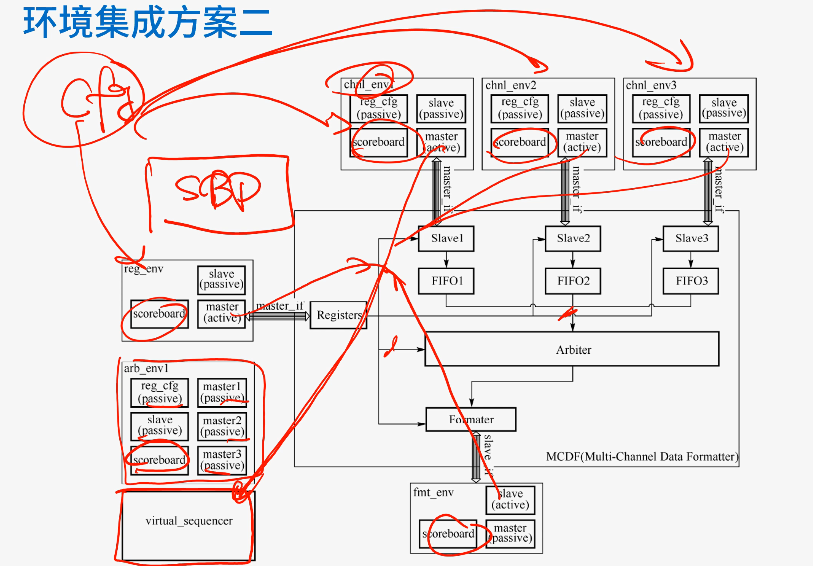 环境集成方案二
cfg
chnl_env1
reg_cfg
(passive)
slave
(passive)
scoreboard
master
(active)
chnl_env2
reg_cfg
(passive)
slave
(passive)
scoreboard
master
(active)
chnl_env3
reg_cfg
(passive)
slave
(passive)
scoreboard
master
(active)
master_if
master_if
master_if
SBD
Slave1
Slave2
Slave3
FIFO1
FIFO2
FIFO3
reg_env
slave
(passive)
scoreboard
master
(active)
master_if
Registers
Arbiter
arb_env1
reg_cfg
(passive)
master1
(passive)
slave
(passive)
master2
(passive)
scoreboard
master3
(passive)
Formater
MCDF(Multi-Channel Data Formatter)
slave_if
virtual_sequencer
fmt_env
slave
(active)
scoreboard
master
(passive)